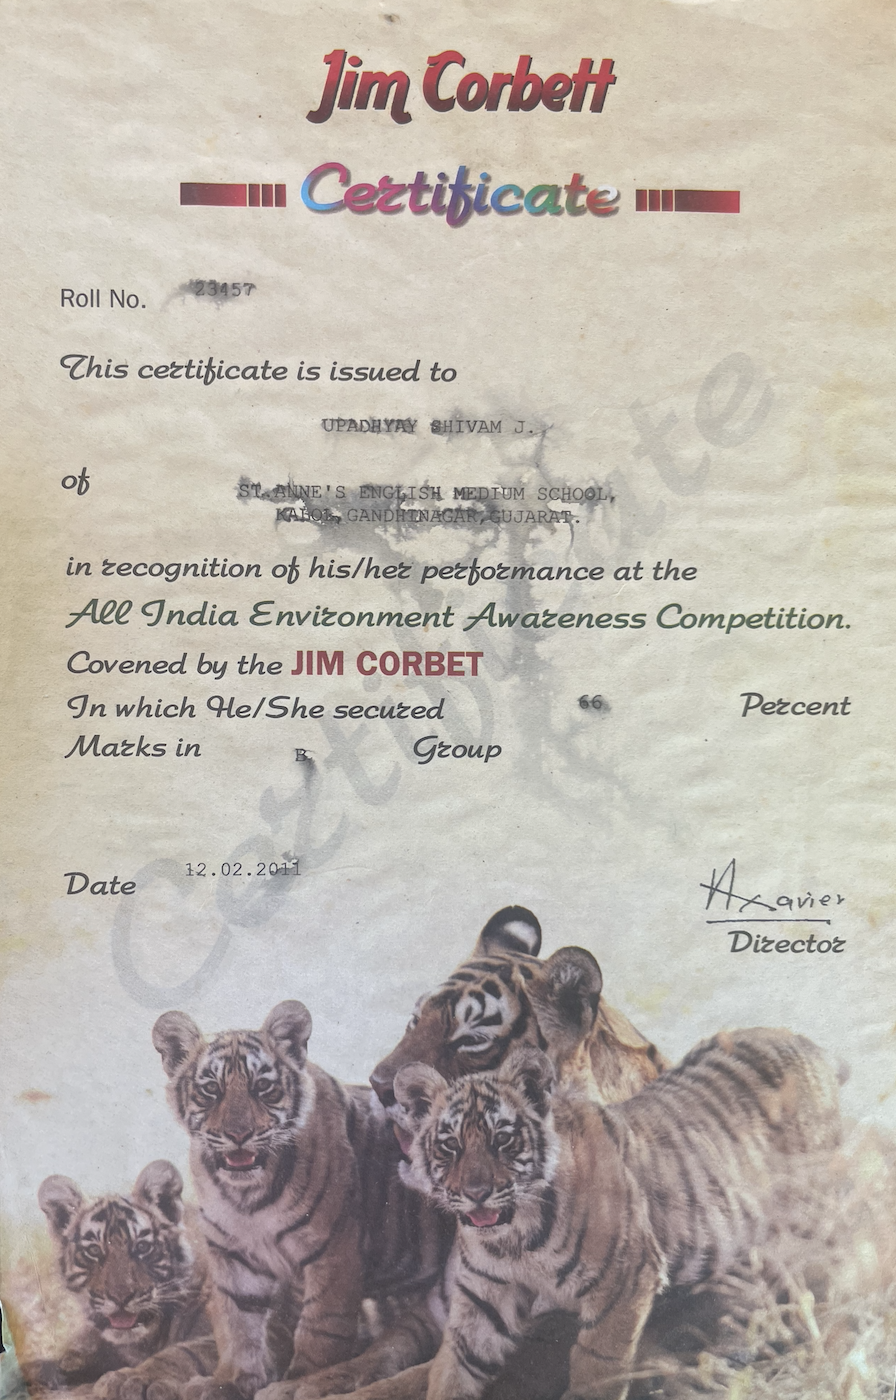 Jim Corbett
Certificate
Roll No. 23457
This certificate is issued to
UPADHYAY SHIVAM J.
of ST.ANNE'S ENGLISH MEDIUM SCHOOL,
KALOL,GANDHINAGAR,GUJARAT.
in recognition of his/her performance at the
All India Environment Awareness Competition.
Covened by the JIM CORBET
In which He/She secured 66 Percent
Marks in B. Group
Date 12.02.2011
Axavier
Director
Certificate